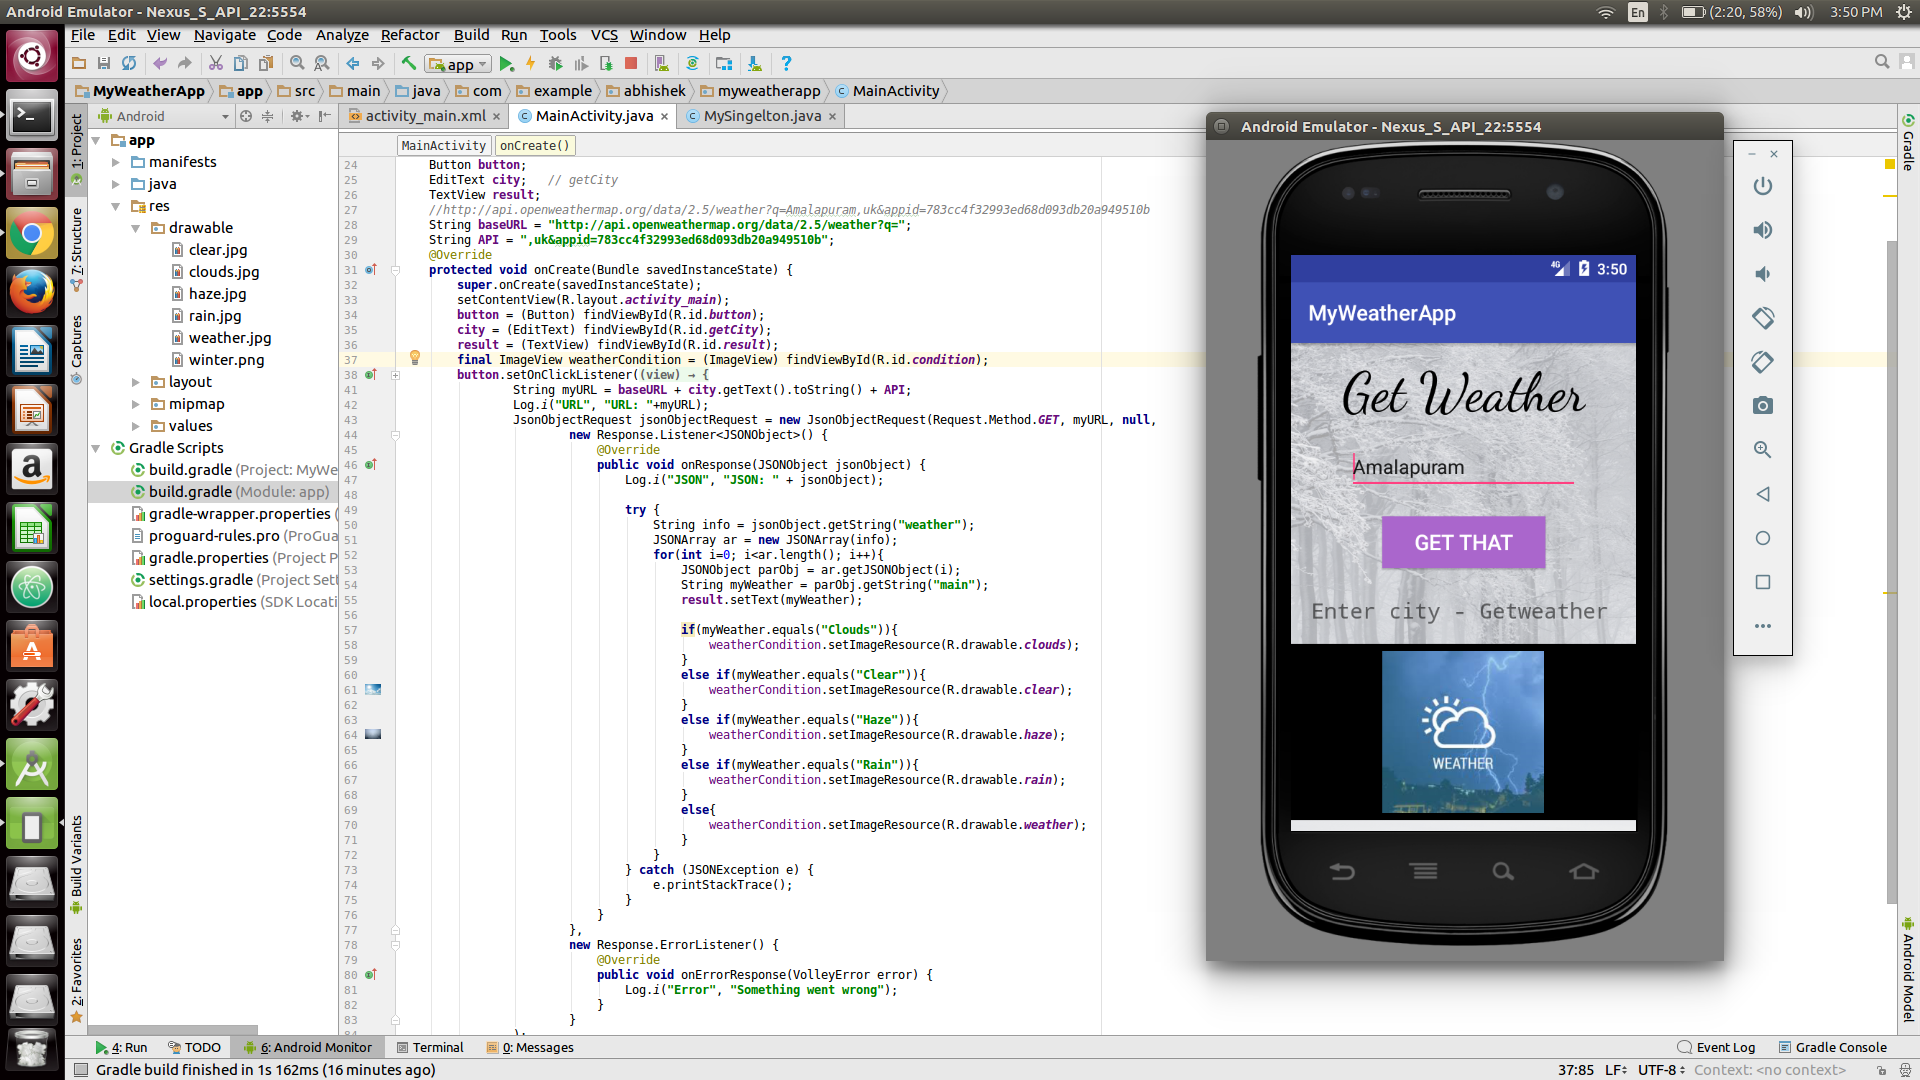 Android Emulator - Nexus_S_API_22:5554
En
(2:20, 58%)
3:50 PM
File Edit View Navigate Code Analyze Refactor Build Run Tools VCS Window Help
app
MyWeatherApp app src main java com example abhishek myweatherapp MainActivity
Android
activity_main.xml
MainActivity.java
MySingelton.java
MainActivity
onCreate()
1: Project
7: Structure
Captures
Build Variants
2: Favorites
app
manifests
java
res
drawable
clear.jpg
clouds.jpg
haze.jpg
rain.jpg
weather.jpg
winter.png
layout
mipmap
values
Gradle Scripts
build.gradle (Project: MyWe
build.gradle (Module: app)
gradle-wrapper.properties (
proguard-rules.pro (ProGua
gradle.properties (Project P
settings.gradle (Project Sett
local.properties (SDK Locati
24 Button button;
25 EditText city; // getCity
26 TextView result;
27 //http://api.openweathermap.org/data/2.5/weather?q=Amalapuram,uk&appid=783cc4f32993ed68d093db20a949510b
28 String baseURL = "http://api.openweathermap.org/data/2.5/weather?q=";
29 String API = ",uk&appid=783cc4f32993ed68d093db20a949510b";
30 @Override
31 protected void onCreate(Bundle savedInstanceState) {
32 super.onCreate(savedInstanceState);
33 setContentView(R.layout.activity_main);
34 button = (Button) findViewById(R.id.button);
35 city = (EditText) findViewById(R.id.getCity);
36 result = (TextView) findViewById(R.id.result);
37 final ImageView weatherCondition = (ImageView) findViewById(R.id.condition);
38 button.setOnClickListener((view) → {
41 String myURL = baseURL + city.getText().toString() + API;
42 Log.i("URL", "URL: "+myURL);
43 JsonObjectRequest jsonObjectRequest = new JsonObjectRequest(Request.Method.GET, myURL, null,
44 new Response.Listener<JSONObject>() {
45 @Override
46 public void onResponse(JSONObject jsonObject) {
47 Log.i("JSON", "JSON: " + jsonObject);
48
49 try {
50 String info = jsonObject.getString("weather");
51 JSONArray ar = new JSONArray(info);
52 for(int i=0; i<ar.length(); i++){
53 JSONObject parObj = ar.getJSONObject(i);
54 String myWeather = parObj.getString("main");
55 result.setText(myWeather);
56
57 if(myWeather.equals("Clouds")){
58 weatherCondition.setImageResource(R.drawable.clouds);
59 }
60 else if(myWeather.equals("Clear")){
61 weatherCondition.setImageResource(R.drawable.clear);
62 }
63 else if(myWeather.equals("Haze")){
64 weatherCondition.setImageResource(R.drawable.haze);
65 }
66 else if(myWeather.equals("Rain")){
67 weatherCondition.setImageResource(R.drawable.rain);
68 }
69 else{
70 weatherCondition.setImageResource(R.drawable.weather);
71 }
72 }
73 } catch (JSONException e) {
74 e.printStackTrace();
75 }
76 }
77 },
78 new Response.ErrorListener() {
79 @Override
80 public void onErrorResponse(VolleyError error) {
81 Log.i("Error", "Something went wrong");
82 }
83 }
Android Emulator - Nexus_S_API_22:5554
4G 3:50
MyWeatherApp
Get Weather
Amalapuram
GET THAT
Enter city - Getweather
WEATHER
Gradle
Android Model
4: Run
TODO
6: Android Monitor
Terminal
0: Messages
Event Log
Gradle Console
Gradle build finished in 1s 162ms (16 minutes ago)
37:85 LF UTF-8 Context: <no context>